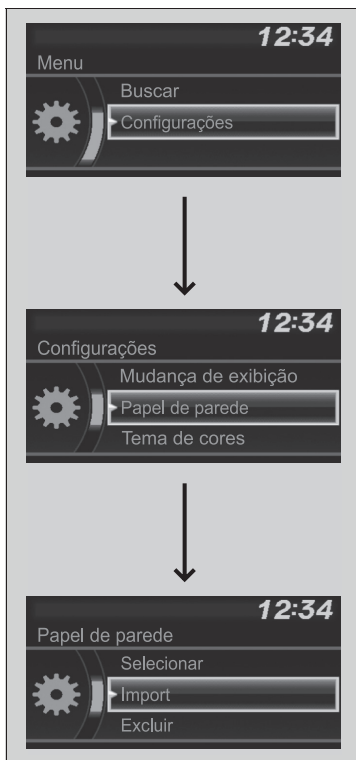 12:34
Menu
Buscar
Configurações
12:34
Configurações
Mudança de exibição
Papel de parede
Tema de cores
12:34
Papel de parede
Selecionar
Import
Excluir